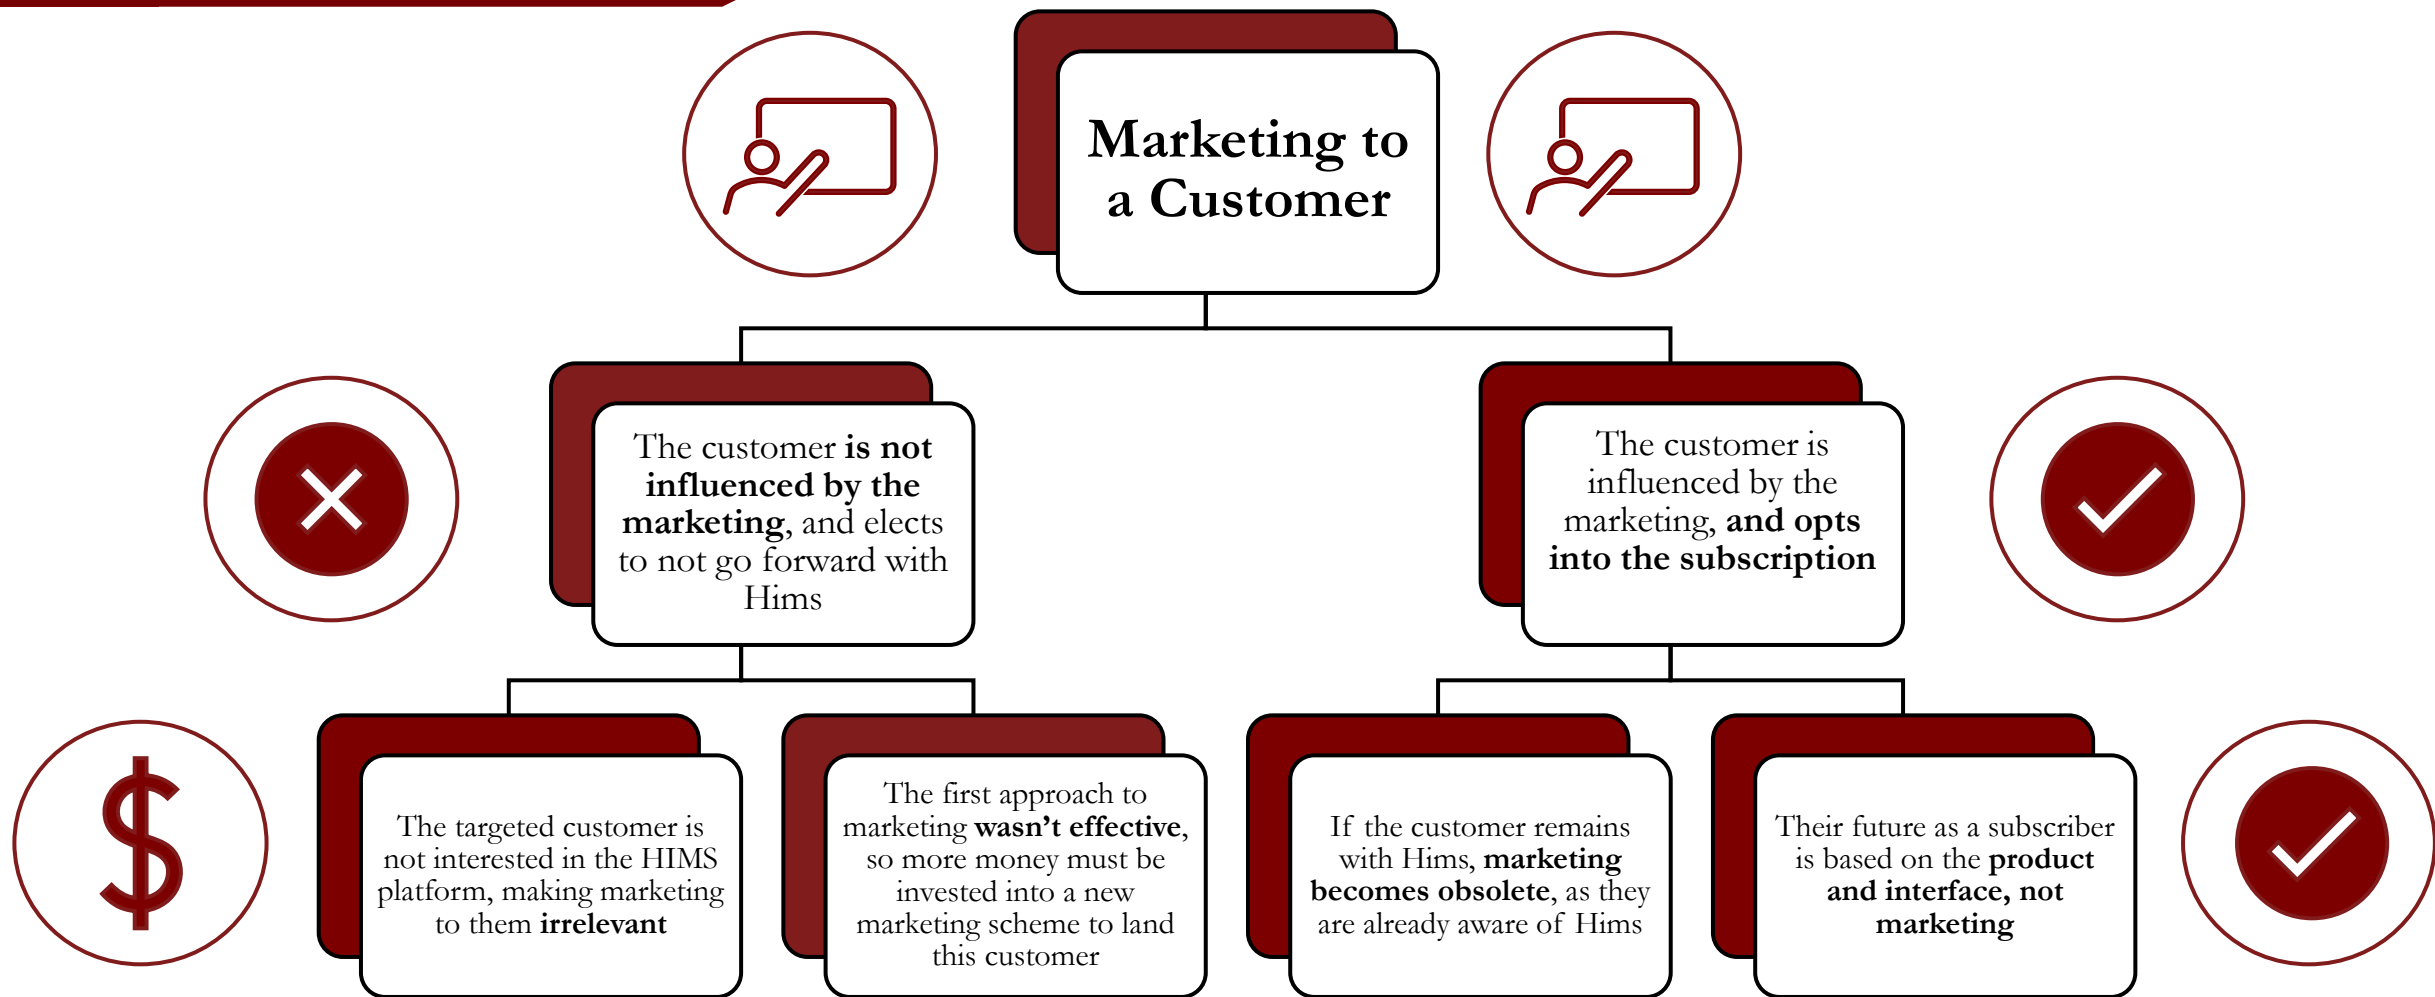 Marketing to
a Customer
The customer is not
influenced by the
marketing, and elects
to not go forward with
Hims
The customer is
influenced by the
marketing, and opts
into the subscription
The targeted customer is
not interested in the HIMS
platform, making marketing
to them irrelevant
The first approach to
marketing wasn’t effective,
so more money must be
invested into a new
marketing scheme to land
this customer
If the customer remains
with Hims, marketing
becomes obsolete, as they
are already aware of Hims
Their future as a subscriber
is based on the product
and interface, not
marketing